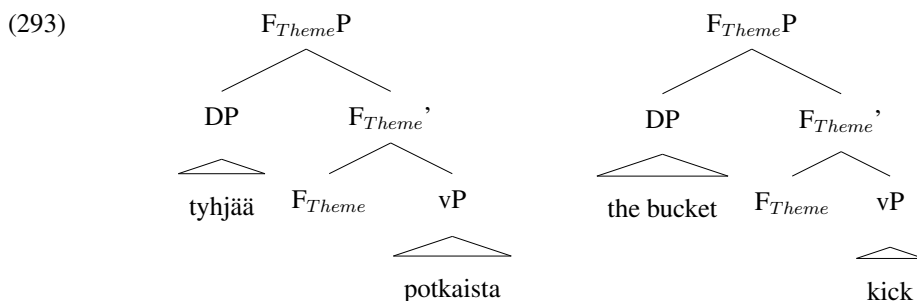 (293) F_ThemeP F_ThemeP
DP F_Theme’ DP F_Theme’
tyhjää F_Theme vP the bucket F_Theme vP
potkaista kick